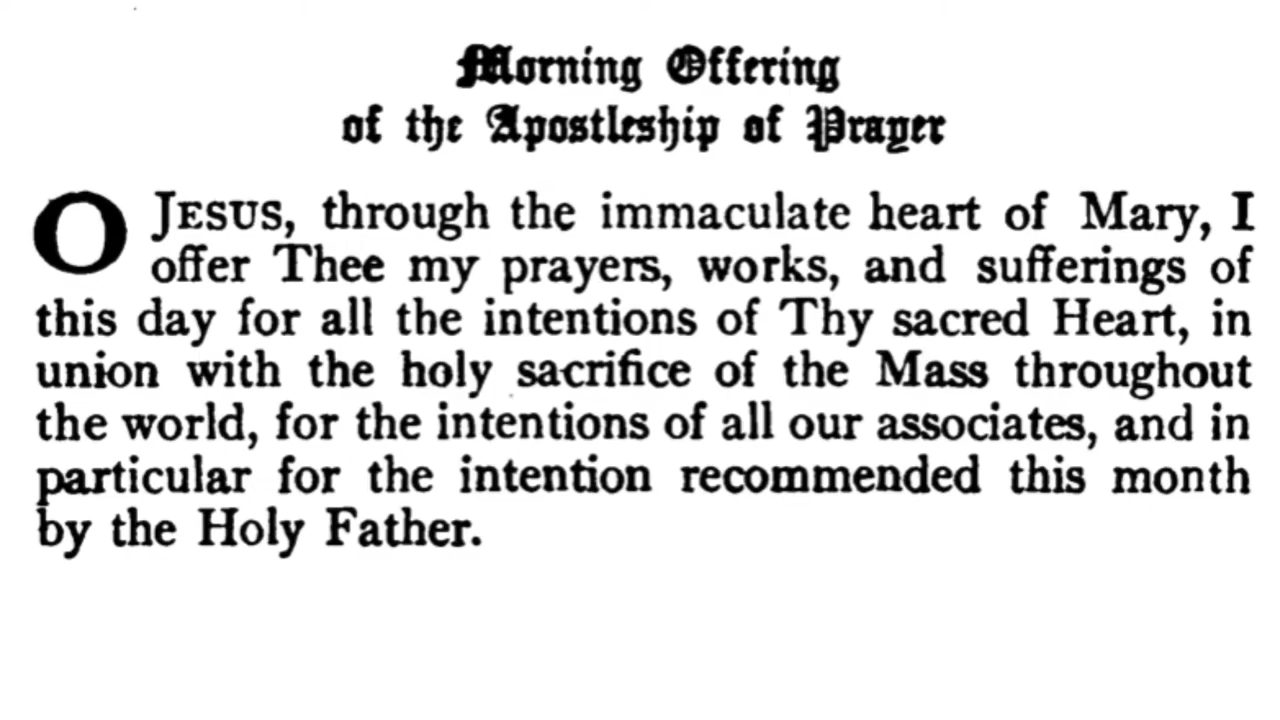 Morning Offering
of the Apostleship of Prayer
O JESUS, through the immaculate heart of Mary, I
offer Thee my prayers, works, and sufferings of
this day for all the intentions of Thy sacred Heart, in
union with the holy sacrifice of the Mass throughout
the world, for the intentions of all our associates, and in
particular for the intention recommended this month
by the Holy Father.